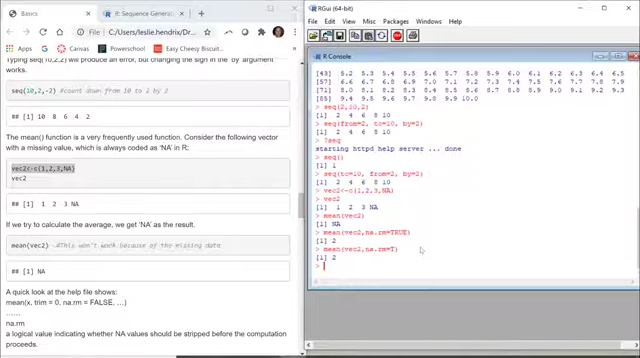 Basics
R: Sequence Generat
C:/Users/leslie.hendrix/Dr
Canvas
Pinterest
Powerschool
Easy Cheesy Biscuit...
Typing seq(10,2,2) will produce an error, but changing the sign in the 'by' argument
works.
seq(10,2,-2) #count down from 10 to 2 by 2
## [1] 10 8 6 4 2
The mean() function is a very frequently used function. Consider the following vector
with a missing value, which is always coded as 'NA' in R:
vec2<-c(1,2,3,NA)
vec2
## [1] 1 2 3 NA
If we try to calculate the average, we get 'NA' as the result.
mean(vec2) #This won't work because of the missing data
## [1] NA
A quick look at the help file shows:
mean(x, trim = 0, na.rm = FALSE, …)
……
na.rm
a logical value indicating whether NA values should be stripped before the computation
proceeds.
RGui (64-bit)
File Edit View Misc Packages Windows Help
R Console
[43] 5.2 5.3 5.4 5.5 5.6 5.7 5.8 5.9 6.0 6.1 6.2 6.3 6.4 6.5
[57] 6.6 6.7 6.8 6.9 7.0 7.1 7.2 7.3 7.4 7.5 7.6 7.7 7.8 7.9
[71] 8.0 8.1 8.2 8.3 8.4 8.5 8.6 8.7 8.8 8.9 9.0 9.1 9.2 9.3
[85] 9.4 9.5 9.6 9.7 9.8 9.9 10.0
> seq(2,10,2)
[1] 2 4 6 8 10
> seq(from=2, to=10, by=2)
[1] 2 4 6 8 10
> ?seq
starting httpd help server ... done
> seq()
[1] 1
> seq(to=10, from=2, by=2)
[1] 2 4 6 8 10
> vec2<-c(1,2,3,NA)
> vec2
[1] 1 2 3 NA
> mean(vec2)
[1] NA
> mean(vec2,na.rm=TRUE)
[1] 2
> mean(vec2,na.rm=T)
[1] 2
>